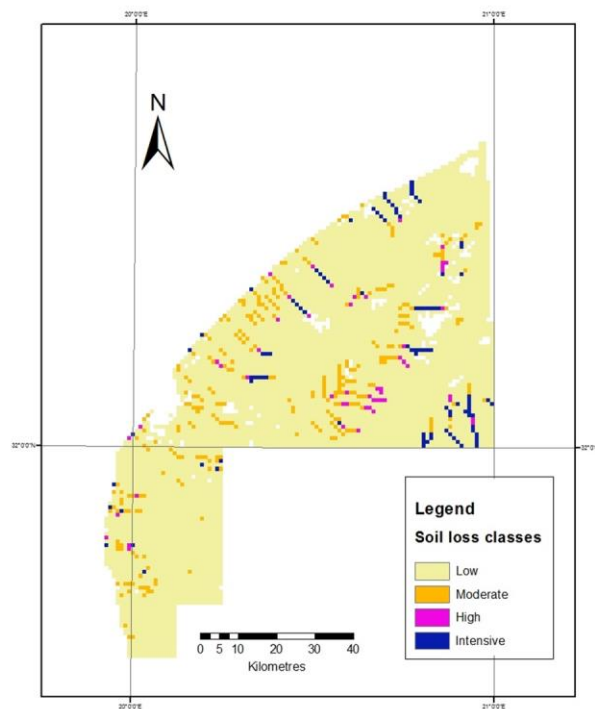 20°0'0"E 21°0'0"E
N
32°0'0"N 32°0'0"N
Legend
Soil loss classes
Low
Moderate
High
Intensive
0 5 10 20 30 40
Kilometres
20°0'0"E 21°0'0"E